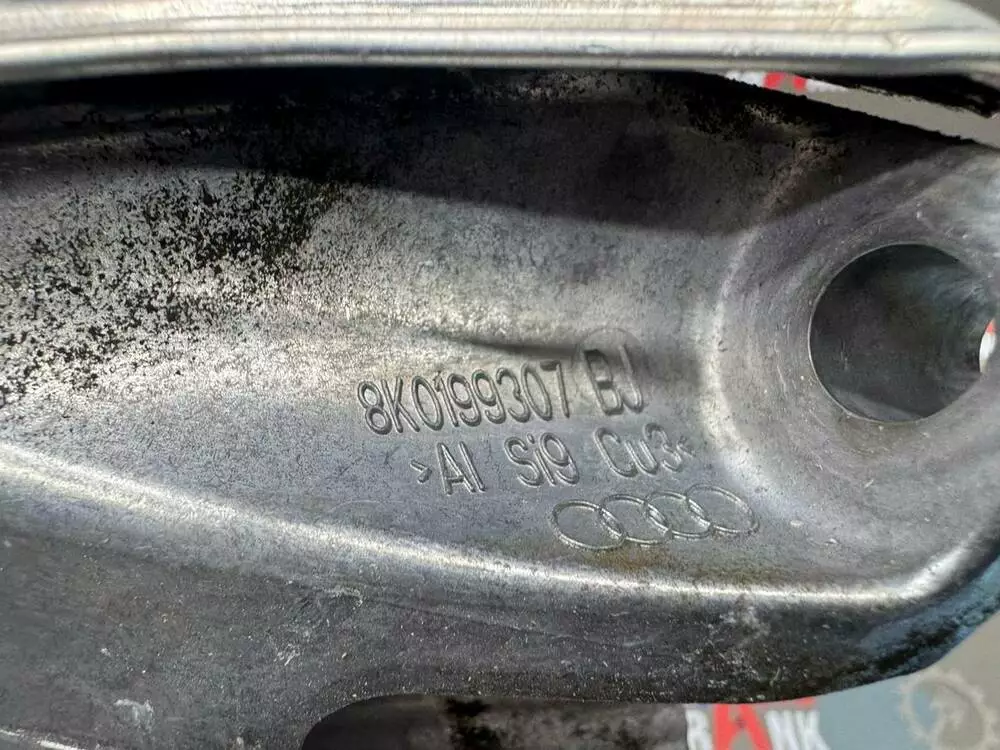 8K0199307 BJ
>Al Si9 Cu3<